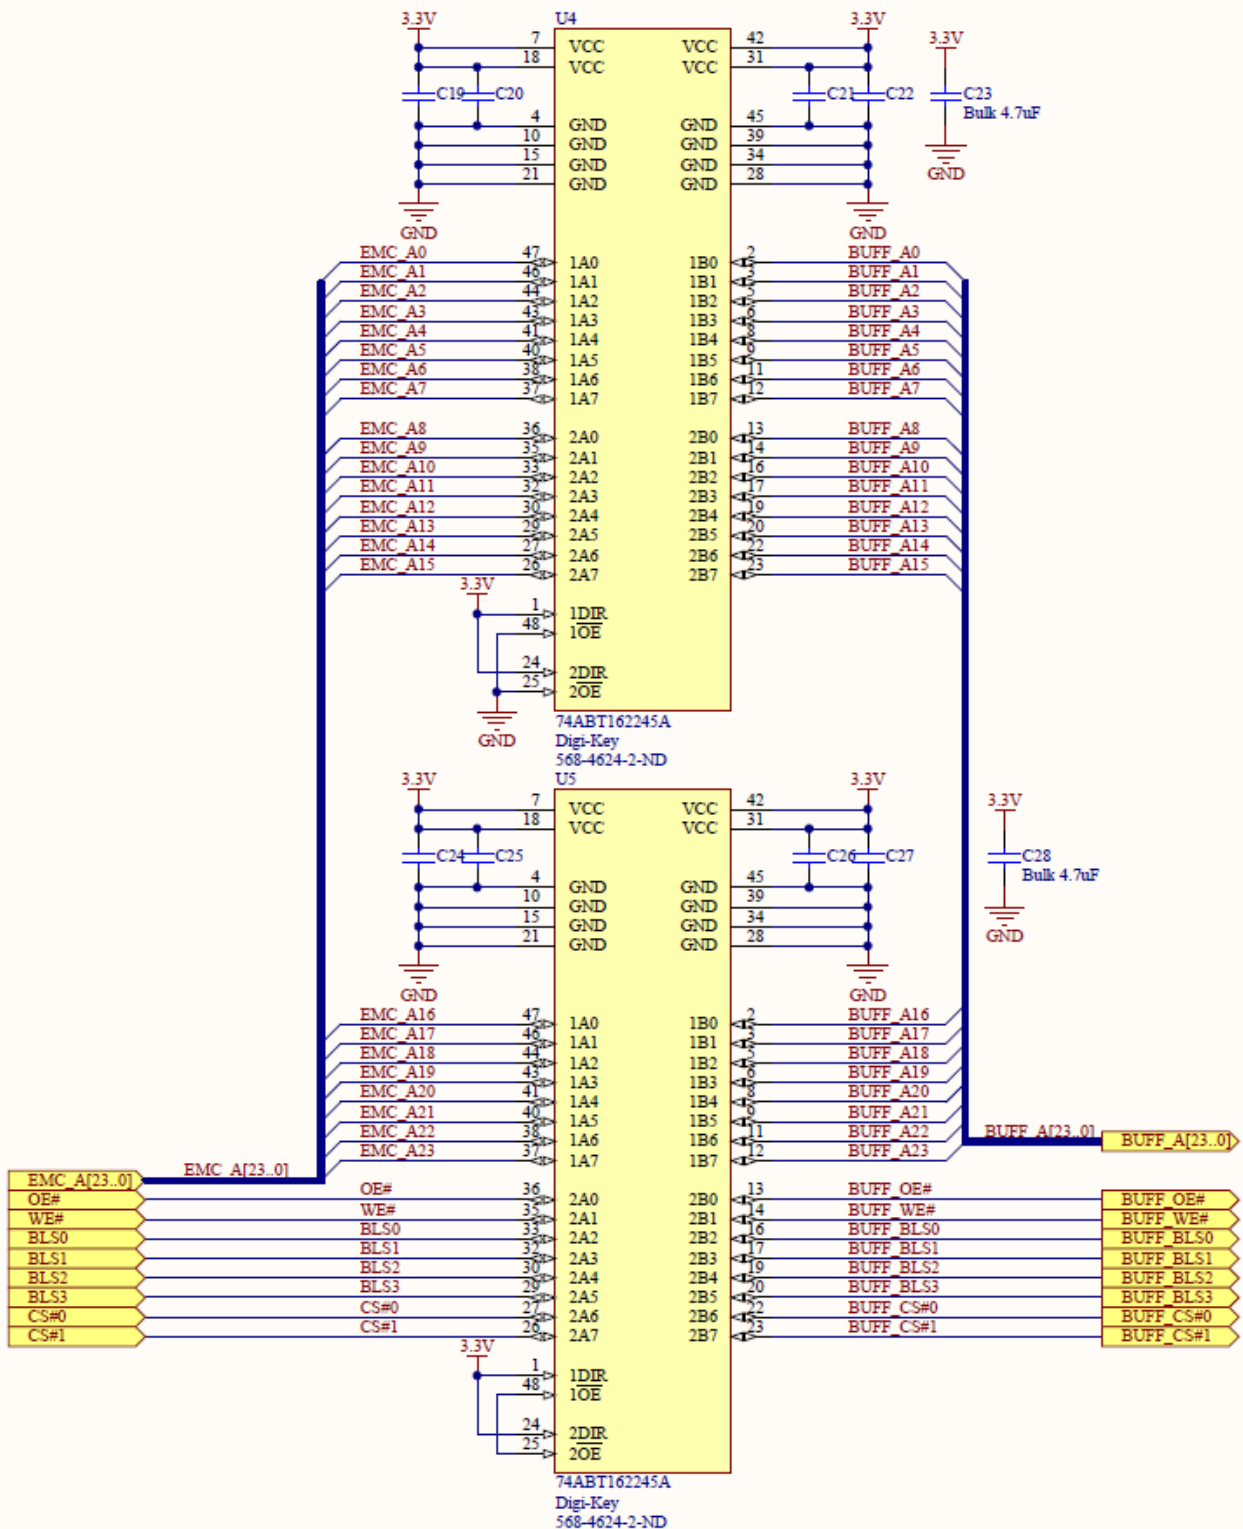 U4
3.3V 3.3V
7 VCC VCC 42
18 VCC VCC 31
3.3V
C19 C20 C21 C22 C23
Bulk 4.7uF
4 GND GND 45
10 GND GND 39
15 GND GND 34
21 GND GND 28
GND
GND GND
EMC_A0 47 1A0 1B0 2 BUFF_A0
EMC_A1 46 1A1 1B1 3 BUFF_A1
EMC_A2 44 1A2 1B2 5 BUFF_A2
EMC_A3 43 1A3 1B3 6 BUFF_A3
EMC_A4 41 1A4 1B4 8 BUFF_A4
EMC_A5 40 1A5 1B5 9 BUFF_A5
EMC_A6 38 1A6 1B6 11 BUFF_A6
EMC_A7 37 1A7 1B7 12 BUFF_A7
EMC_A8 36 2A0 2B0 13 BUFF_A8
EMC_A9 35 2A1 2B1 14 BUFF_A9
EMC_A10 33 2A2 2B2 16 BUFF_A10
EMC_A11 32 2A3 2B3 17 BUFF_A11
EMC_A12 30 2A4 2B4 19 BUFF_A12
EMC_A13 29 2A5 2B5 20 BUFF_A13
EMC_A14 27 2A6 2B6 22 BUFF_A14
EMC_A15 26 2A7 2B7 23 BUFF_A15
3.3V
1 1DIR
48 1OE
24 2DIR
25 2OE
GND
74ABT162245A
Digi-Key
568-4624-2-ND
U5
3.3V 3.3V
7 VCC VCC 42
18 VCC VCC 31
3.3V
C24 C25 C26 C27 C28
Bulk 4.7uF
4 GND GND 45
10 GND GND 39
15 GND GND 34
21 GND GND 28
GND
GND GND
EMC_A16 47 1A0 1B0 2 BUFF_A16
EMC_A17 46 1A1 1B1 3 BUFF_A17
EMC_A18 44 1A2 1B2 5 BUFF_A18
EMC_A19 43 1A3 1B3 6 BUFF_A19
EMC_A20 41 1A4 1B4 8 BUFF_A20
EMC_A21 40 1A5 1B5 9 BUFF_A21
EMC_A22 38 1A6 1B6 11 BUFF_A22 BUFF_A[23..0] BUFF_A[23..0]
EMC_A23 37 1A7 1B7 12 BUFF_A23
EMC_A[23..0] EMC_A[23..0]
OE# OE# 36 2A0 2B0 13 BUFF_OE# BUFF_OE#
WE# WE# 35 2A1 2B1 14 BUFF_WE# BUFF_WE#
BLS0 BLS0 33 2A2 2B2 16 BUFF_BLS0 BUFF_BLS0
BLS1 BLS1 32 2A3 2B3 17 BUFF_BLS1 BUFF_BLS1
BLS2 BLS2 30 2A4 2B4 19 BUFF_BLS2 BUFF_BLS2
BLS3 BLS3 29 2A5 2B5 20 BUFF_BLS3 BUFF_BLS3
CS#0 CS#0 27 2A6 2B6 22 BUFF_CS#0 BUFF_CS#0
CS#1 CS#1 26 2A7 2B7 23 BUFF_CS#1 BUFF_CS#1
3.3V
1 1DIR
48 1OE
24 2DIR
25 2OE
74ABT162245A
Digi-Key
568-4624-2-ND